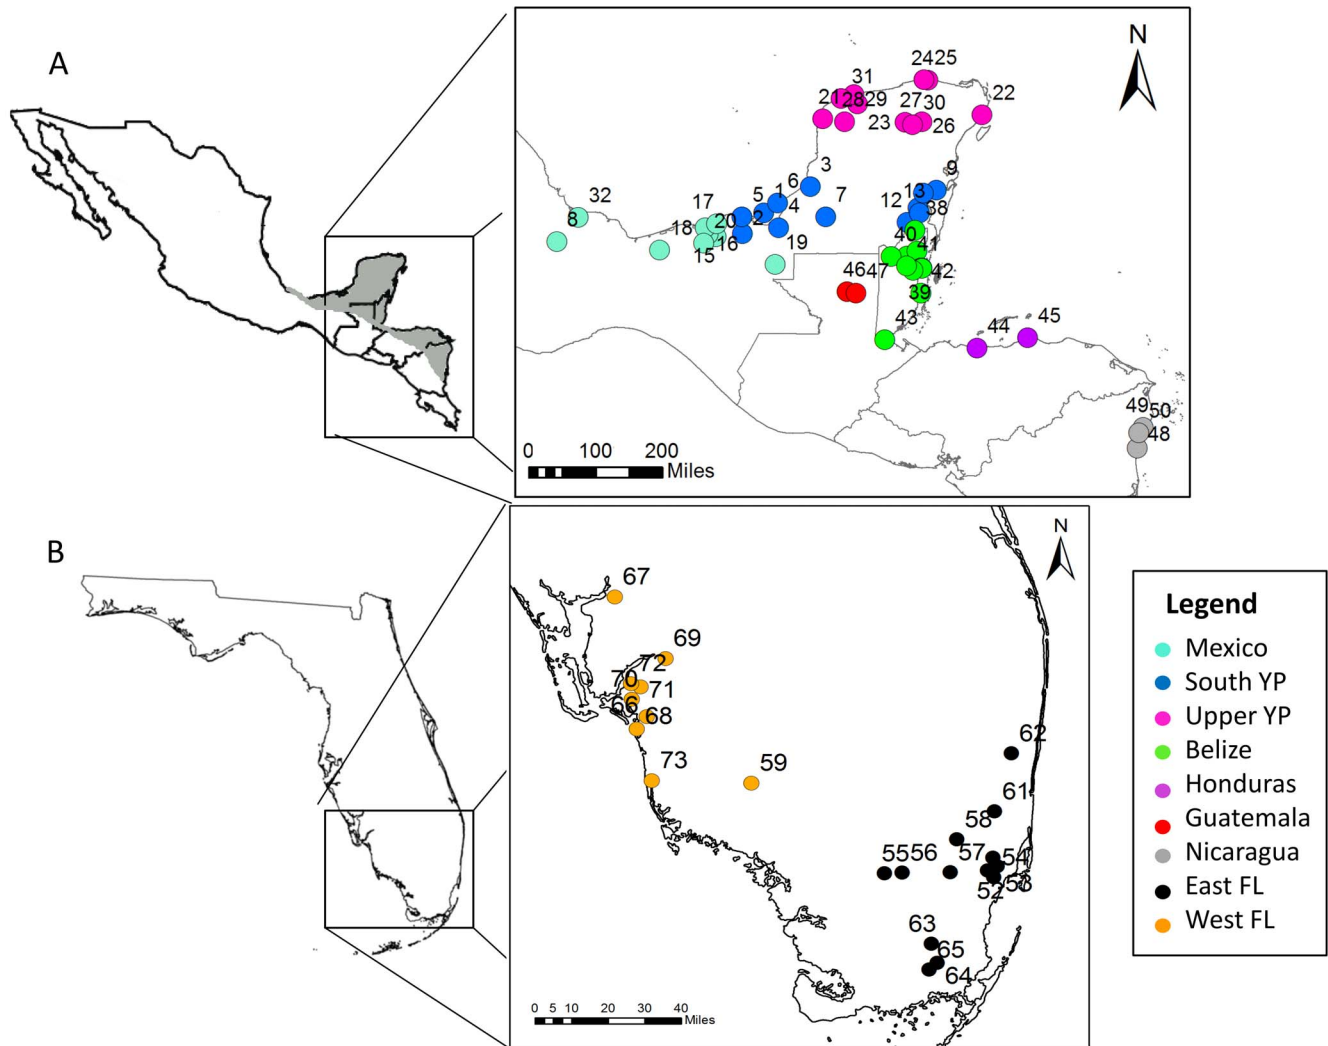 A
N
24 25
31
22
21 28 29 27 30
23 26
3
9
6
1
5
7
13
17
32
12 38
2 4
8
18 20
40
16
15
19
41
46 47
42
39
43
44 45
49 50
48
0 100 200
Miles
B
N
67
69
72
70 71
66
68
73
59
62
61
58
55 56 57 54
52 53
63
65
64
0 5 10 20 30 40
Miles
Legend
Mexico
South YP
Upper YP
Belize
Honduras
Guatemala
Nicaragua
East FL
West FL